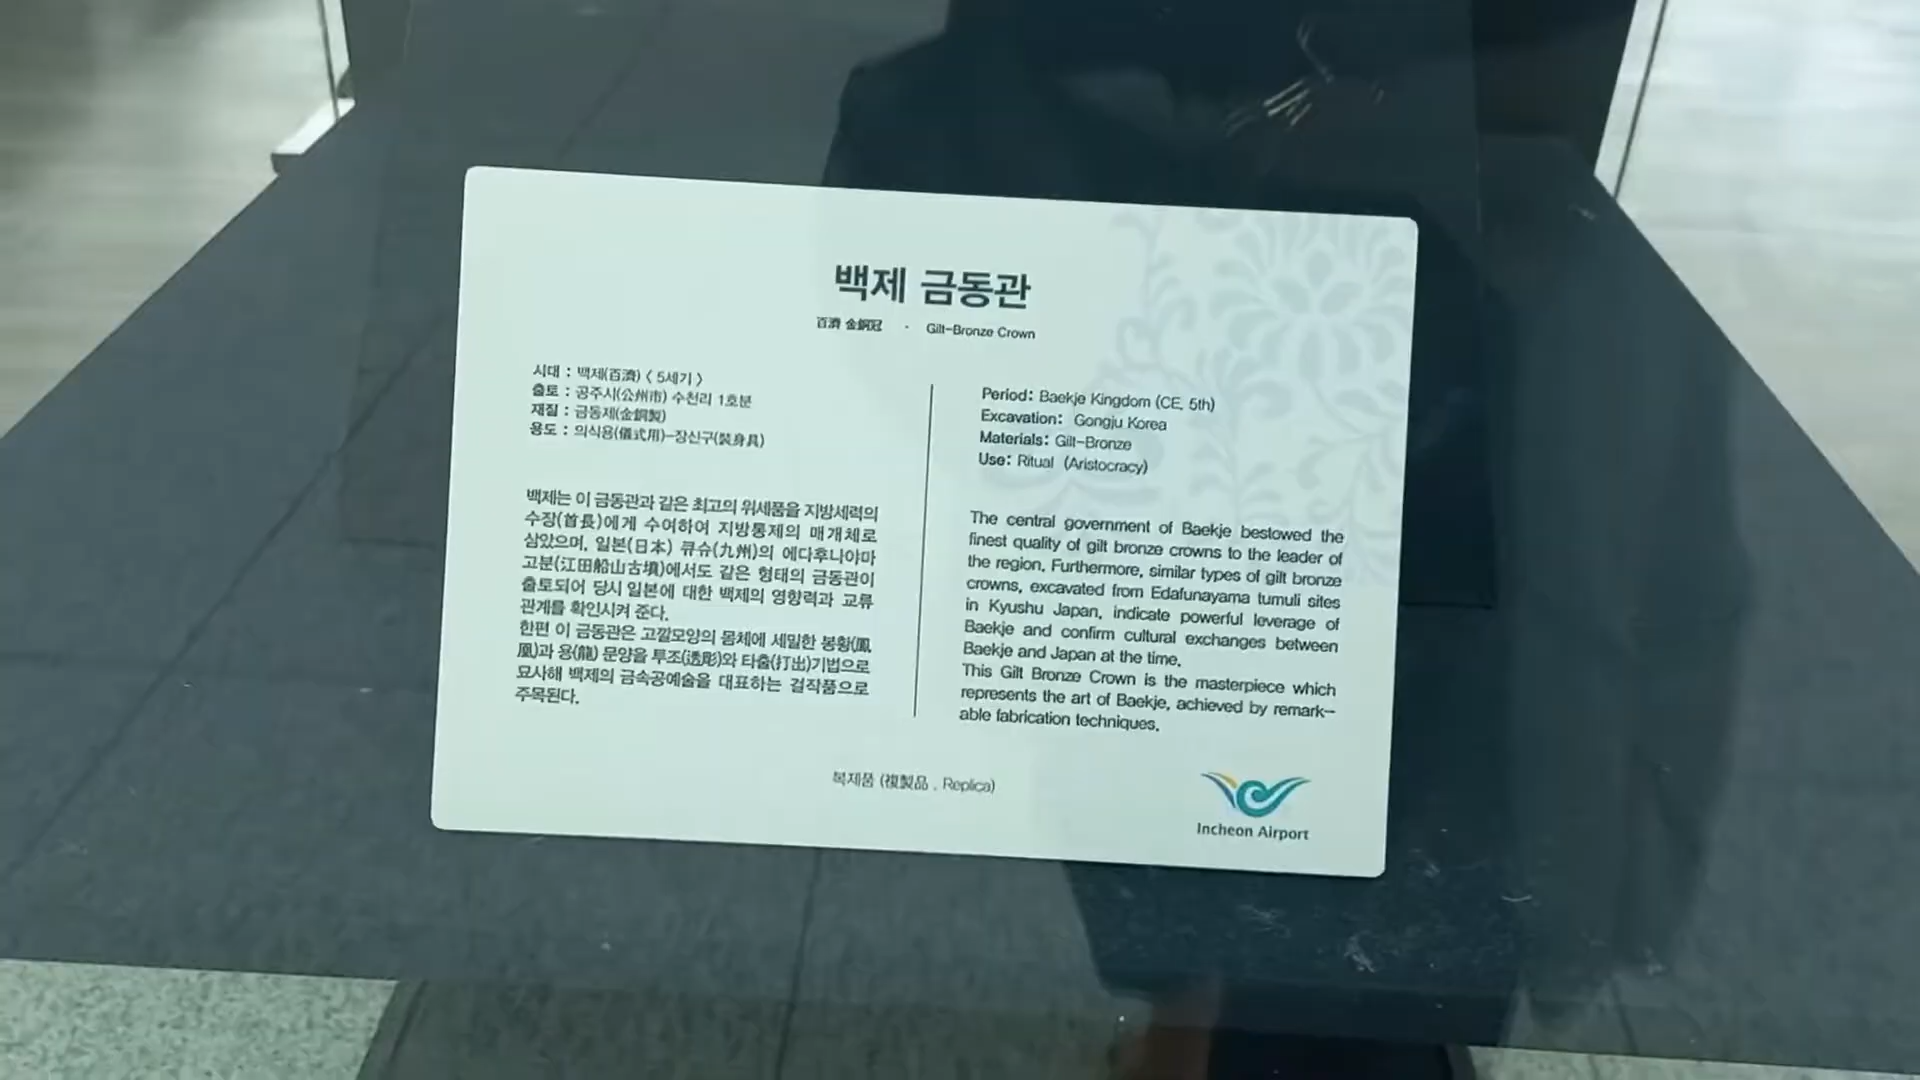 백제 금동관
百濟 金銅冠 · Gilt-Bronze Crown
시대 : 백제(百濟) < 5세기 >
출토 : 공주시(公州市) 수천리 1호분
재질 : 금동제(金銅製)
용도 : 의식용(儀式用)-장신구(裝身具)
백제는 이 금동관과 같은 최고의 위세품을 지방세력의
수장(首長)에게 수여하여 지방통제의 매개체로
삼았으며, 일본(日本) 큐슈(九州)의 에다후나야마
고분(江田船山古墳)에서도 같은 형태의 금동관이
출토되어 당시 일본에 대한 백제의 영향력과 교류
관계를 확인시켜 준다.
한편 이 금동관은 고깔모양의 몸체에 세밀한 봉황(鳳
凰)과 용(龍) 문양을 투조(透彫)와 타출(打出)기법으로
묘사해 백제의 금속공예술을 대표하는 걸작품으로
주목된다.
Period: Baekje Kingdom (CE. 5th)
Excavation: Gongju Korea
Materials: Gilt-Bronze
Use: Ritual (Aristocracy)
The central government of Baekje bestowed the
finest quality of gilt bronze crowns to the leader of
the region. Furthermore, similar types of gilt bronze
crowns, excavated from Edafunayama tumuli sites
in Kyushu Japan, indicate powerful leverage of
Baekje and confirm cultural exchanges between
Baekje and Japan at the time.
This Gilt Bronze Crown is the masterpiece which
represents the art of Baekje, achieved by remark-
able fabrication techniques.
복제품 (複製品 . Replica)
Incheon Airport